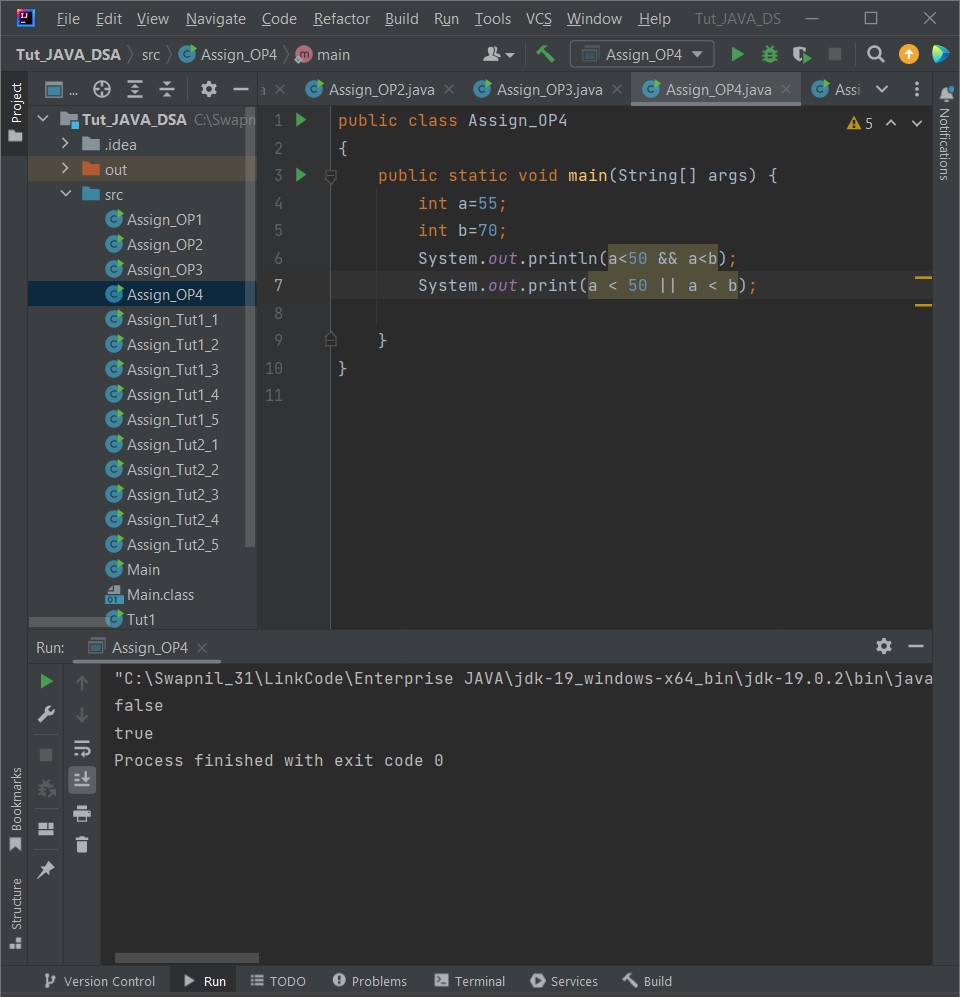 File Edit View Navigate Code Refactor Build Run Tools VCS Window Help Tut_JAVA_DS
Tut_JAVA_DSA src Assign_OP4 main Assign_OP4
Project
... a Assign_OP2.java Assign_OP3.java Assign_OP4.java Assi
Notifications
Tut_JAVA_DSA C:\Swapn
.idea
out
src
Assign_OP1
Assign_OP2
Assign_OP3
Assign_OP4
Assign_Tut1_1
Assign_Tut1_2
Assign_Tut1_3
Assign_Tut1_4
Assign_Tut1_5
Assign_Tut2_1
Assign_Tut2_2
Assign_Tut2_3
Assign_Tut2_4
Assign_Tut2_5
Main
Main.class
Tut1
1 public class Assign_OP4 5
2 {
3 public static void main(String[] args) {
4 int a=55;
5 int b=70;
6 System.out.println(a<50 && a<b);
7 System.out.print(a < 50 || a < b);
8
9 }
10 }
11
Run: Assign_OP4
"C:\Swapnil_31\LinkCode\Enterprise JAVA\jdk-19_windows-x64_bin\jdk-19.0.2\bin\java
false
true
Process finished with exit code 0
Bookmarks
Structure
Version Control Run TODO Problems Terminal Services Build